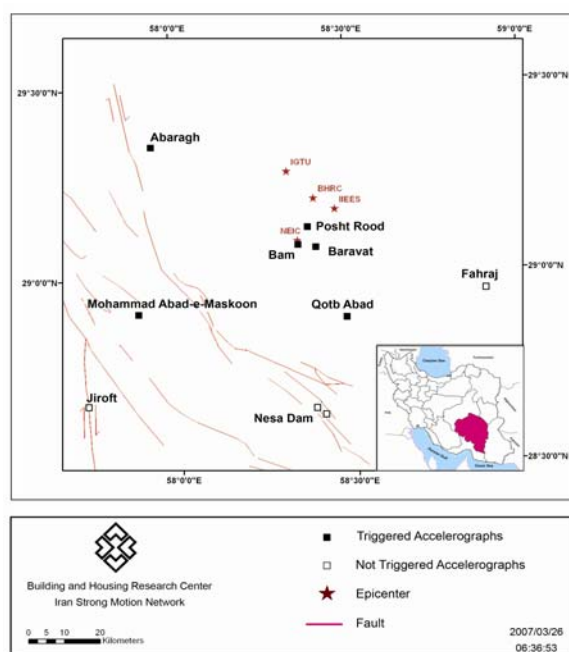 58°0'0"E 58°30'0"E 59°0'0"E
29°30'0"N
29°30'0"N
Abaragh
IGTU
BHRC
IIEES
Posht Rood
NEIC
Bam
Baravat
29°0'0"N
29°0'0"N
Fahraj
Mohammad Abad-e-Maskoon
Qotb Abad
Jiroft
Nesa Dam
28°30'0"N
58°0'0"E 58°30'0"E
Caspian Sea
Building and Housing Research Center
Iran Strong Motion Network
0 5 10 20
Kilometers
Triggered Accelerographs
Not Triggered Accelerographs
Epicenter
Fault
2007/03/26
06:36:53